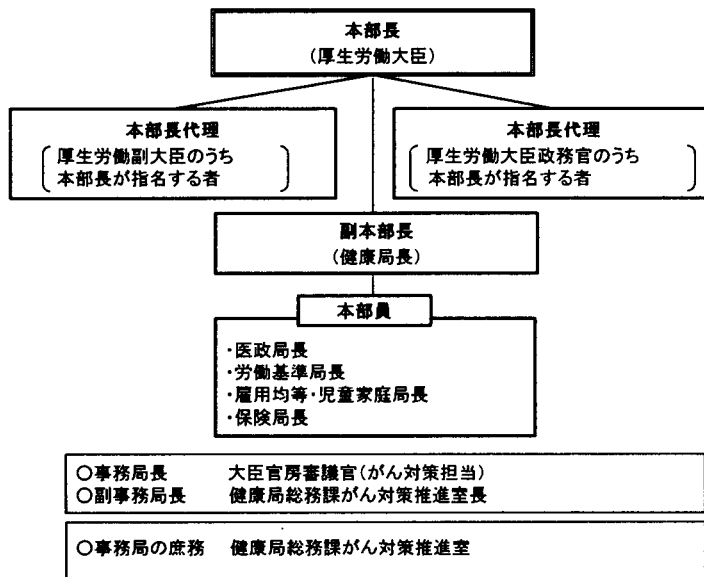 本部長
(厚生労働大臣)
本部長代理
厚生労働副大臣のうち
本部長が指名する者
本部長代理
厚生労働大臣政務官のうち
本部長が指名する者
副本部長
(健康局長)
本部員
・医政局長
・労働基準局長
・雇用均等・児童家庭局長
・保険局長
〇事務局長 大臣官房審議官(がん対策担当)
〇副事務局長 健康局総務課がん対策推進室長
〇事務局の庶務 健康局総務課がん対策推進室